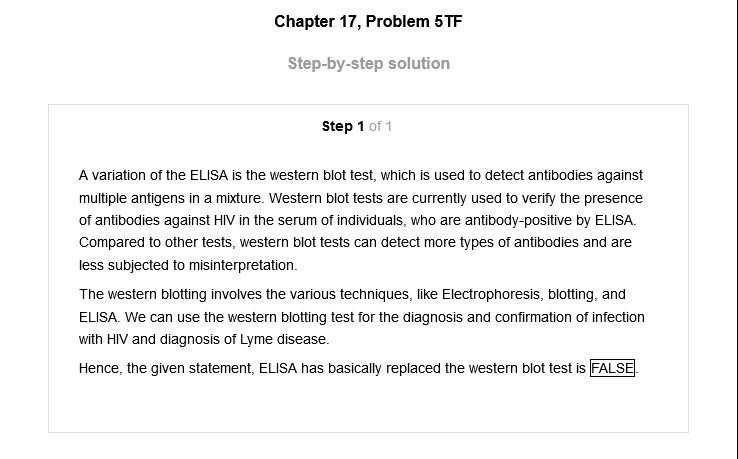 Chapter 17, Problem 5TF
Step-by-step solution
Step 1 of 1
A variation of the ELISA is the western blot test, which is used to detect antibodies against
multiple antigens in a mixture. Western blot tests are currently used to verify the presence
of antibodies against HIV in the serum of individuals, who are antibody-positive by ELISA.
Compared to other tests, western blot tests can detect more types of antibodies and are
less subjected to misinterpretation.
The western blotting involves the various techniques, like Electrophoresis, blotting, and
ELISA. We can use the western blotting test for the diagnosis and confirmation of infection
with HIV and diagnosis of Lyme disease.
Hence, the given statement, ELISA has basically replaced the western blot test is FALSE.